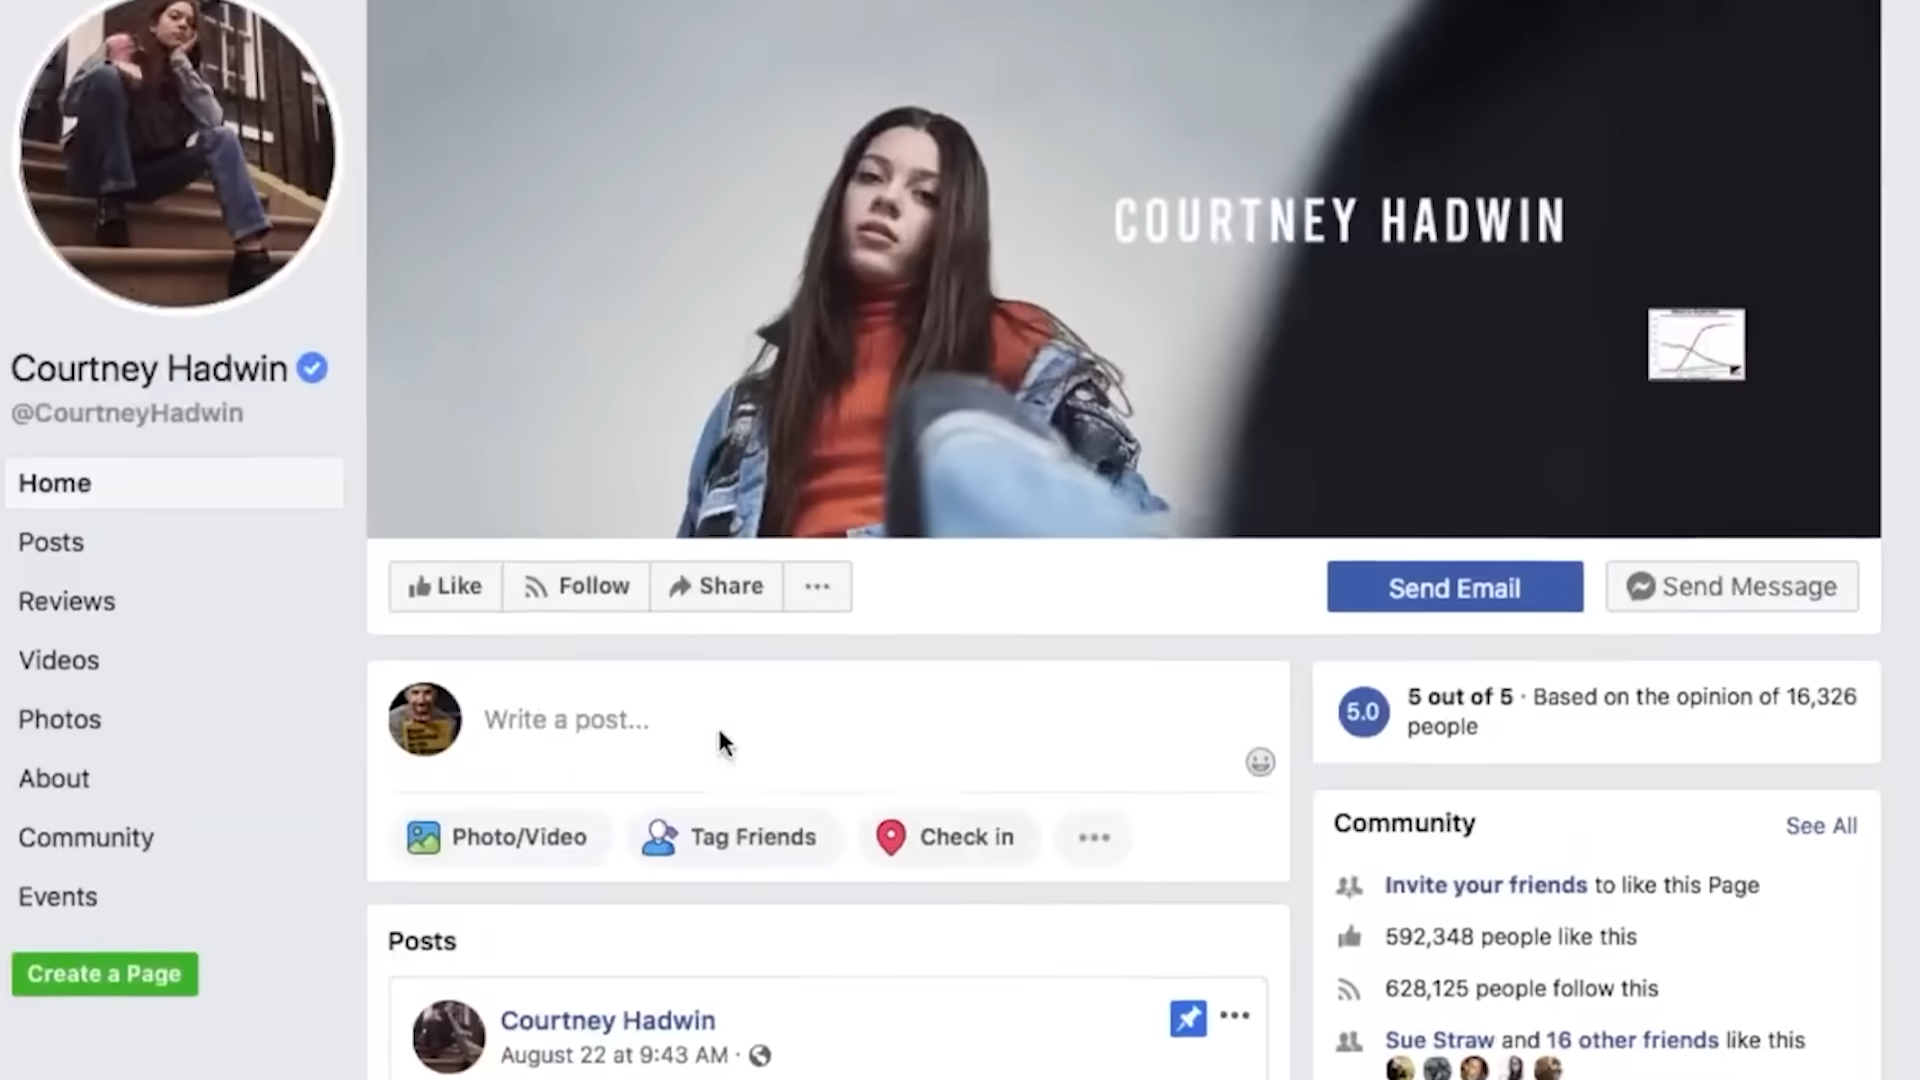 COURTNEY HADWIN
Courtney Hadwin
@CourtneyHadwin
Home
Posts
Reviews
Videos
Photos
About
Community
Events
Create a Page
Like
Follow
Share
Send Email
Send Message
Write a post...
Photo/Video
Tag Friends
Check in
Posts
Courtney Hadwin
August 22 at 9:43 AM ·
5.0
5 out of 5 · Based on the opinion of 16,326
people
Community
See All
Invite your friends to like this Page
592,348 people like this
628,125 people follow this
Sue Straw and 16 other friends like this